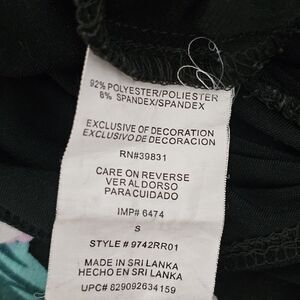 92% POLYESTER/POLIESTER
8% SPANDEX/SPANDEX
EXCLUSIVE OF DECORATION
EXCLUSIVO DE DECORACION
RN#39831
CARE ON REVERSE
VER AL DORSO
PARA CUIDADO
IMP# 6474
S
STYLE # 9742RR01
MADE IN SRI LANKA
HECHO EN SRI LANKA
UPC# 829092634159